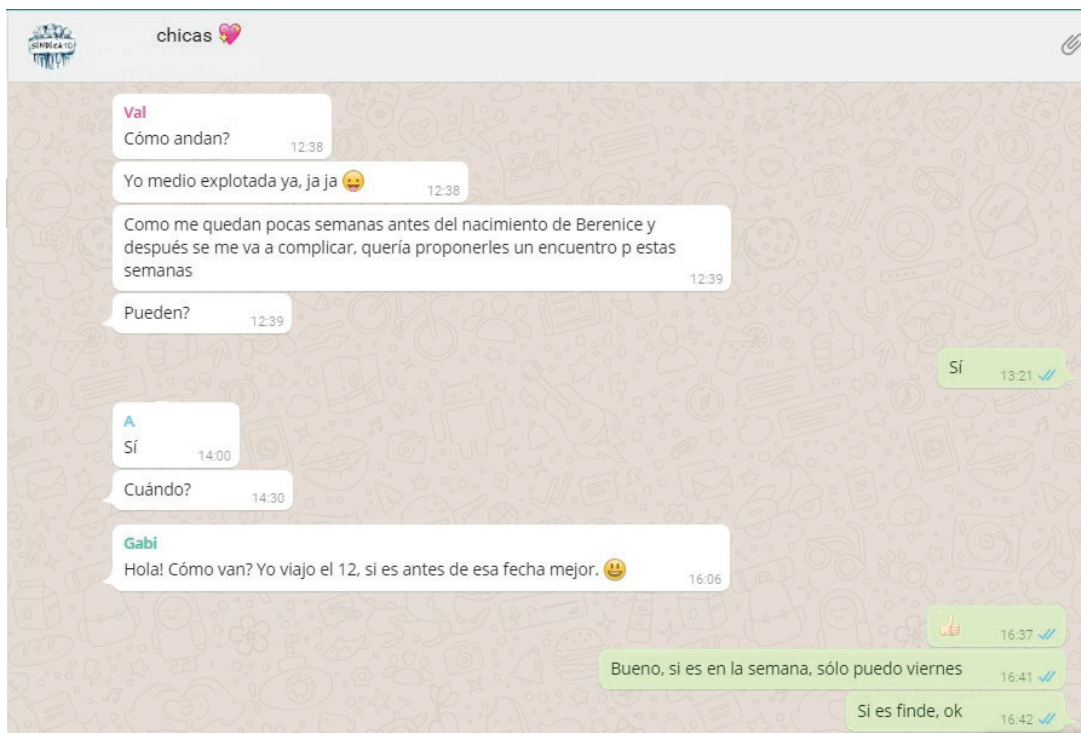 SINDICATO
chicas 💖
Val
Cómo andan?
12:38
Yo medio explotada ya, ja ja 😛
12:38
Como me quedan pocas semanas antes del nacimiento de Berenice y
después se me va a complicar, quería proponerles un encuentro p estas
semanas
12:39
Pueden?
12:39
Sí
13:21
A
Sí
14:00
Cuándo?
14:30
Gabi
Hola! Cómo van? Yo viajo el 12, si es antes de esa fecha mejor. 😃
16:06
👍🏻
16:37
Bueno, si es en la semana, sólo puedo viernes
16:41
Si es finde, ok
16:42